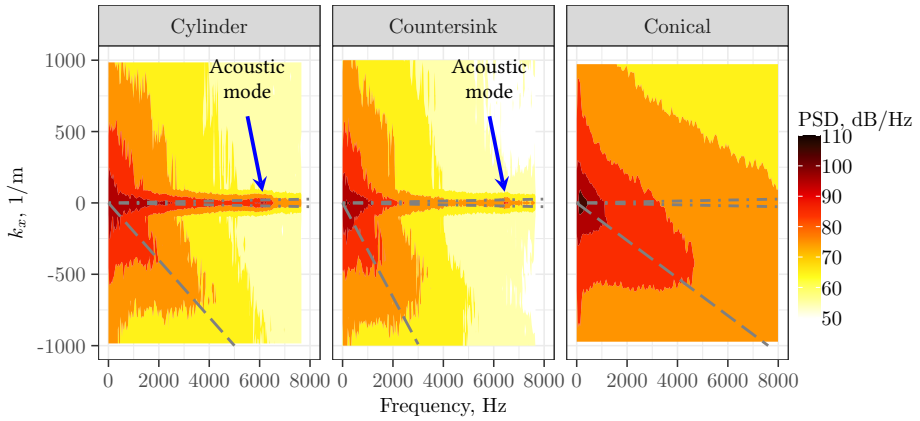 Cylinder Countersink Conical
Acoustic mode
Acoustic mode
PSD, dB/Hz
110
100
90
80
70
60
50
1000
500
0
-500
-1000
kₓ, 1/m
0 2000 4000 6000 8000 0 2000 4000 6000 8000 0 2000 4000 6000 8000
Frequency, Hz